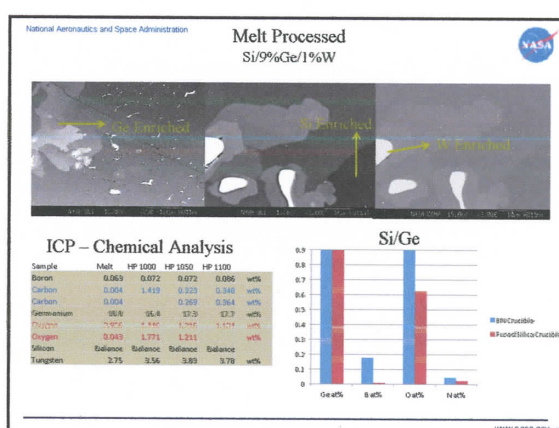 National Aeronautics and Space Administration
NASA
Melt Processed
Si/9%Ge/1%W
Ge Enriched
Si Enriched
W Enriched
ICP – Chemical Analysis
Sample Melt HP 1000 HP 1050 HP 1100
Boron 0.063 0.072 0.072 0.086 wt%
Carbon 0.004 1.419 0.323 0.340 wt%
Carbon 0.004 0.269 0.264 wt%
Germanium wt%
Oxygen 0.043 1.771 1.211 wt%
Silicon Balance Balance Balance Balance
Tungsten 2.75 3.56 3.83 3.78 wt%
Si/Ge
0.9
0.8
0.7
0.6
0.5
0.4
0.3
0.2
0.1
0
Ge at% B at% O at% N at%
BN Crucible
Fused Silica Crucible